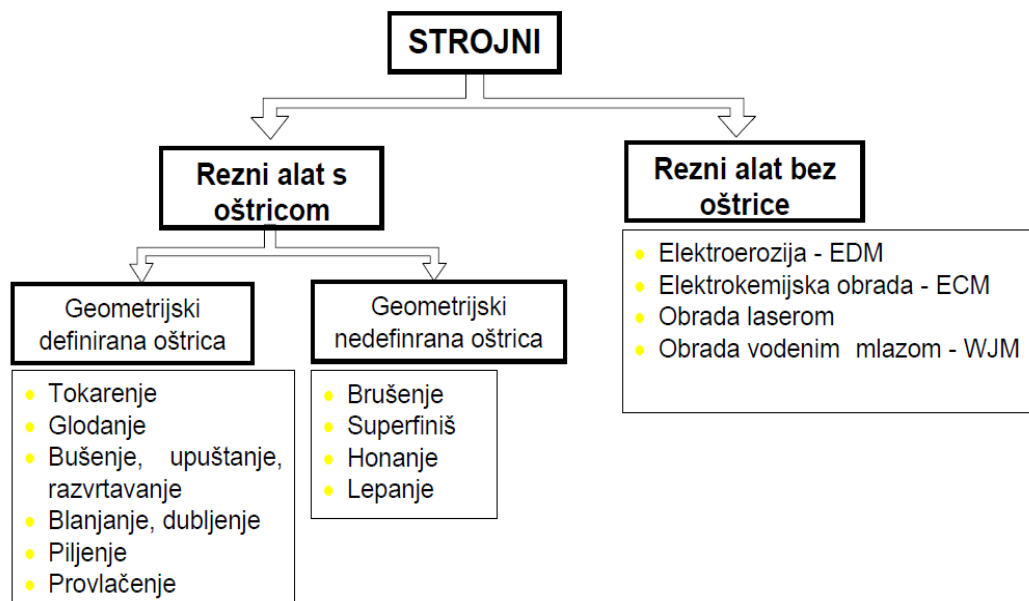 STROJNI
Rezni alat s
oštricom
Rezni alat bez
oštrice
Geometrijski
definirana oštrica
Geometrijski
nedefinrana oštrica
Tokarenje
Glodanje
Bušenje, upuštanje,
razvrtavanje
Blanjanje, dubljenje
Piljenje
Provlačenje
Brušenje
Superfiniš
Honanje
Lepanje
Elektroerozija - EDM
Elektrokemijska obrada - ECM
Obrada laserom
Obrada vodenim mlazom - WJM